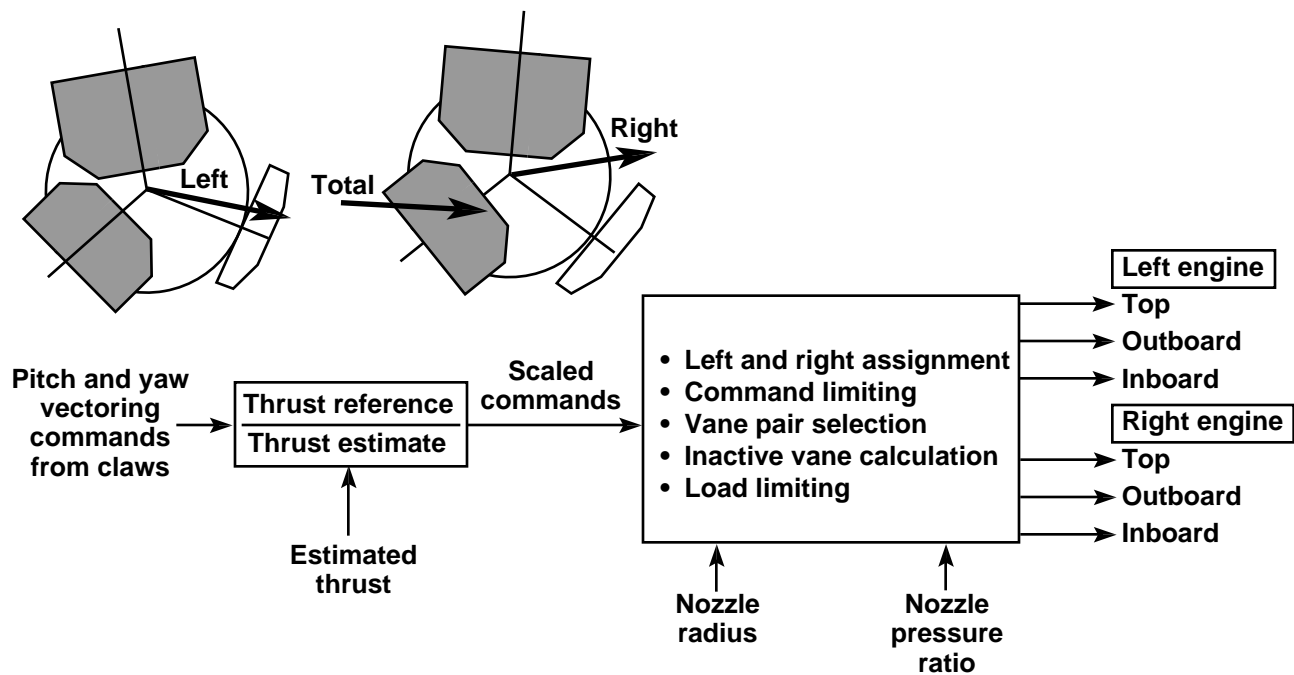 Left
Total
Right
Pitch and yaw
vectoring
commands
from claws
Thrust reference
Thrust estimate
Estimated
thrust
Scaled
commands
• Left and right assignment
• Command limiting
• Vane pair selection
• Inactive vane calculation
• Load limiting
Nozzle
radius
Nozzle
pressure
ratio
Left engine
Top
Outboard
Inboard
Right engine
Top
Outboard
Inboard